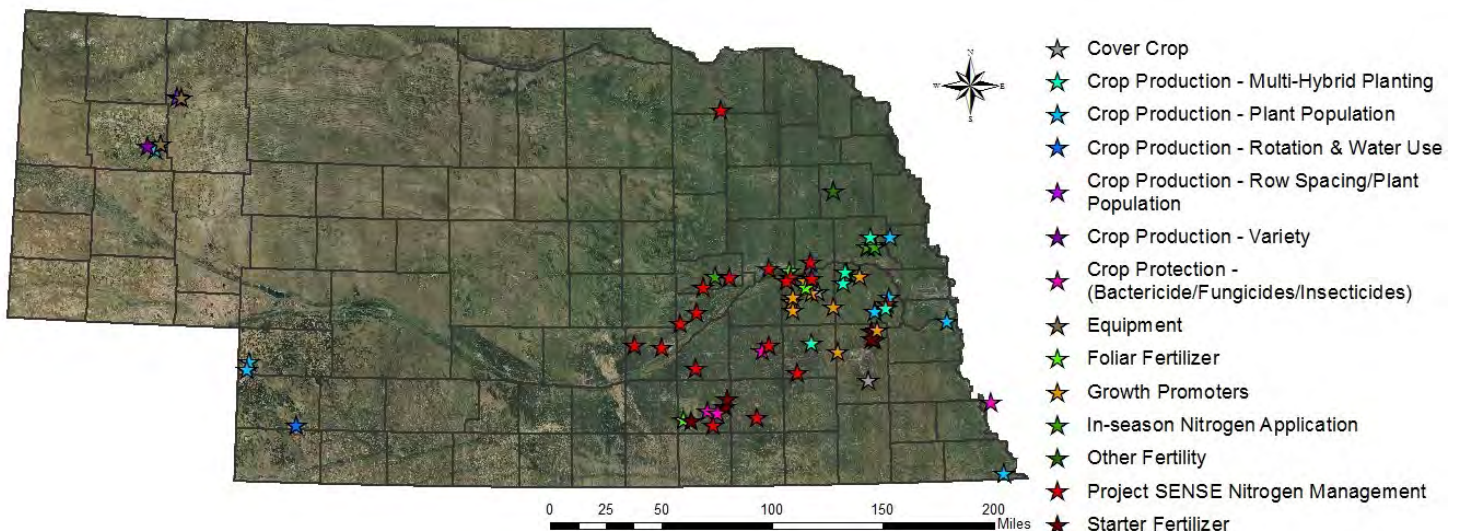 N
W E
S
Cover Crop
Crop Production - Multi-Hybrid Planting
Crop Production - Plant Population
Crop Production - Rotation & Water Use
Crop Production - Row Spacing/Plant
Population
Crop Production - Variety
Crop Protection -
(Bactericide/Fungicides/Insecticides)
Equipment
Foliar Fertilizer
Growth Promoters
In-season Nitrogen Application
Other Fertility
Project SENSE Nitrogen Management
Starter Fertilizer
0 25 50 100 150 200
Miles